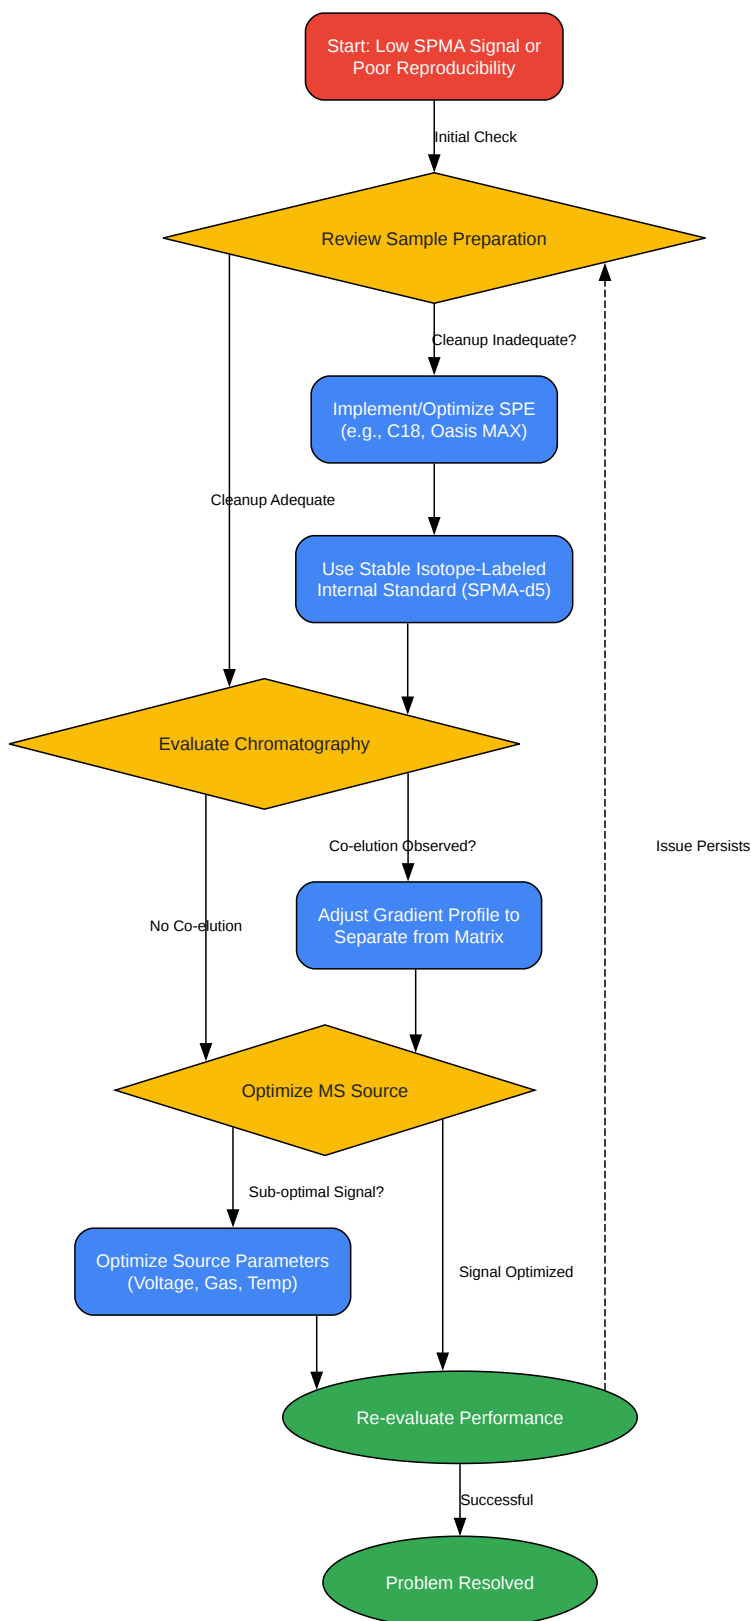 Start: Low SPMA Signal or
Poor Reproducibility
Initial Check
Review Sample Preparation
Cleanup Inadequate?
Implement/Optimize SPE
(e.g., C18, Oasis MAX)
Cleanup Adequate
Use Stable Isotope-Labeled
Internal Standard (SPMA-d5)
Evaluate Chromatography
Co-elution Observed?
Issue Persists
Adjust Gradient Profile to
Separate from Matrix
No Co-elution
Optimize MS Source
Sub-optimal Signal?
Optimize Source Parameters
(Voltage, Gas, Temp)
Signal Optimized
Re-evaluate Performance
Successful
Problem Resolved